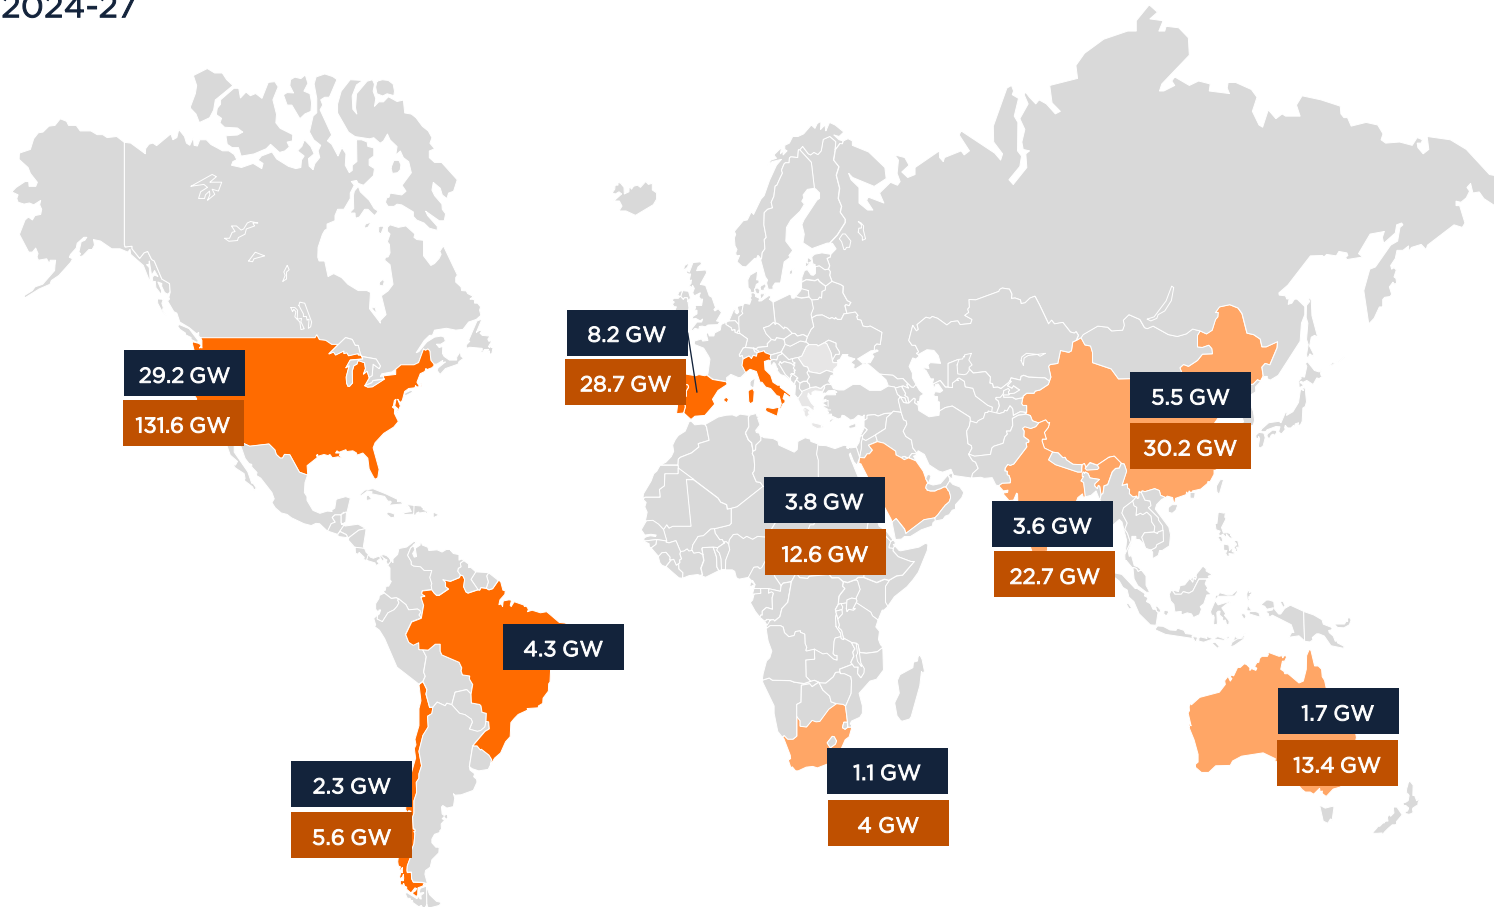 2024-27
8.2 GW
28.7 GW
29.2 GW
131.6 GW
5.5 GW
30.2 GW
3.8 GW
12.6 GW
3.6 GW
22.7 GW
4.3 GW
1.7 GW
13.4 GW
2.3 GW
5.6 GW
1.1 GW
4 GW